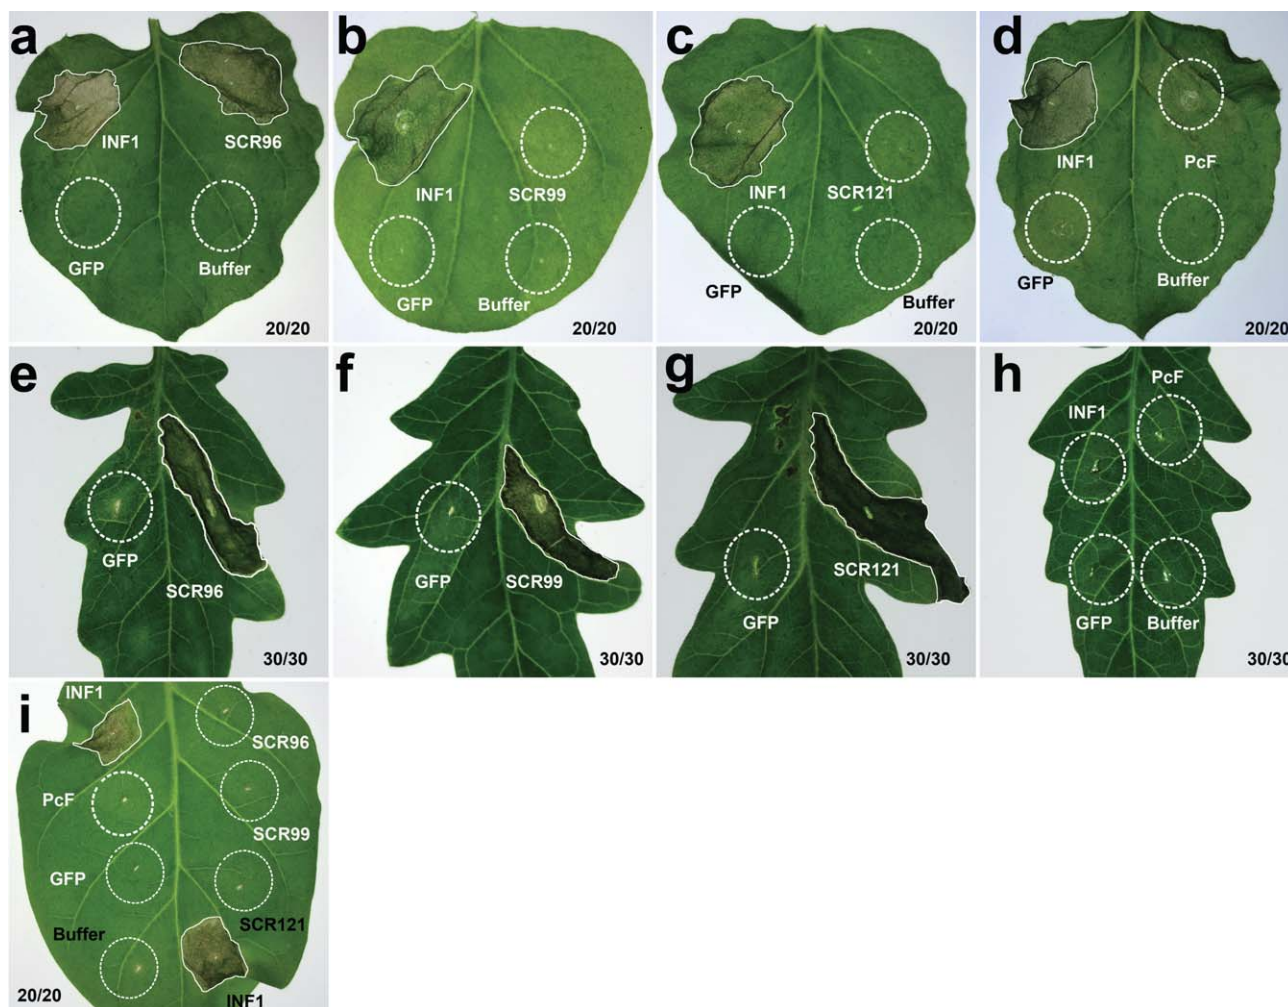 a
INF1
SCR96
GFP
Buffer
20/20
b
INF1
SCR99
GFP
Buffer
20/20
c
INF1
SCR121
GFP
Buffer
20/20
d
INF1
PcF
GFP
Buffer
20/20
e
GFP
SCR96
30/30
f
GFP
SCR99
30/30
g
SCR121
GFP
30/30
h
PcF
INF1
GFP
Buffer
30/30
i
INF1
SCR96
PcF
SCR99
GFP
SCR121
Buffer
INF1
20/20